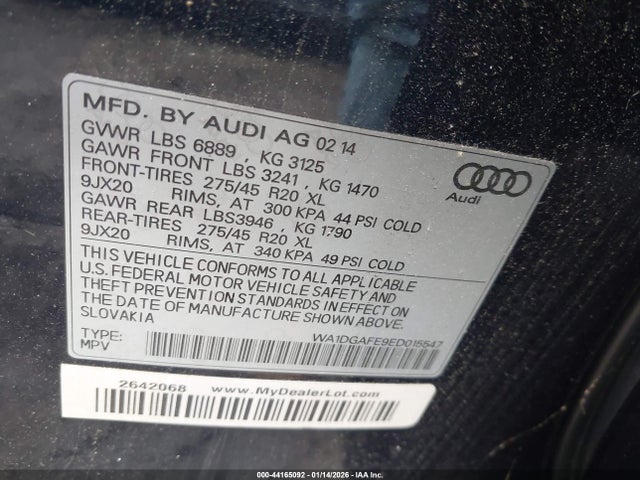 MFD. BY AUDI AG 02 14
GVWR LBS 6889 , KG 3125
GAWR FRONT LBS 3241 , KG 1470
FRONT-TIRES 275/45 R20 XL
9JX20 RIMS, AT 300 KPA 44 PSI COLD
GAWR REAR LBS3946 , KG 1790
REAR-TIRES 275/45 R20 XL
9JX20 RIMS, AT 340 KPA 49 PSI COLD
THIS VEHICLE CONFORMS TO ALL APPLICABLE
U.S. FEDERAL MOTOR VEHICLE SAFETY AND
THEFT PREVENTION STANDARDS IN EFFECT ON
THE DATE OF MANUFACTURE SHOWN ABOVE.
SLOVAKIA
Audi
TYPE:
MPV
WA1DGAFE9ED015547
2642068 www.MyDealerLot.com
000-44165092 - 01/14/2026 - IAA Inc.